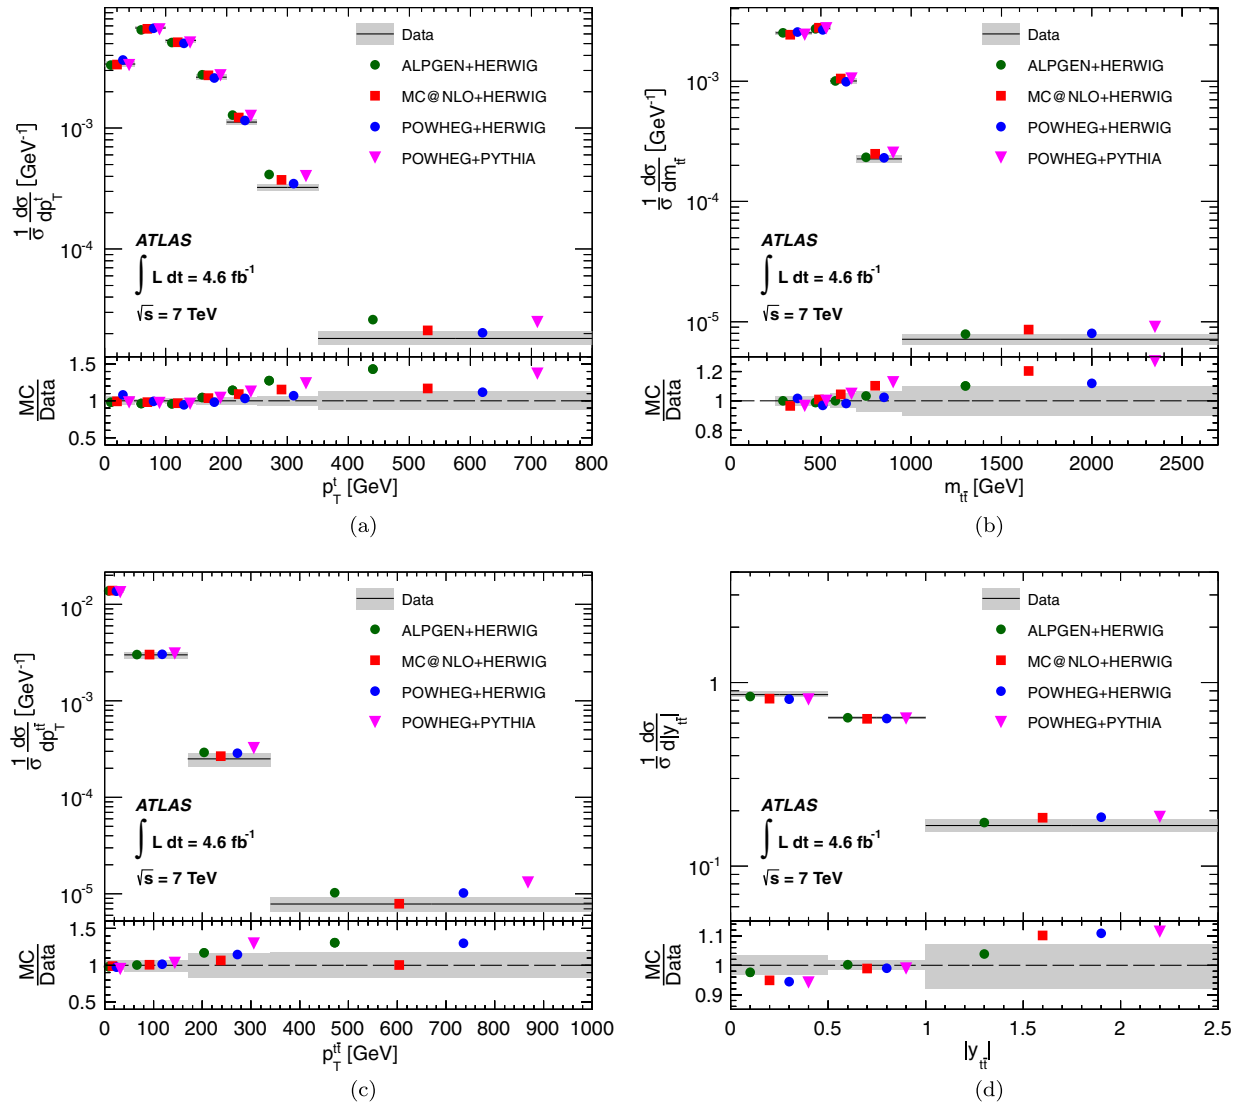 Data
ALPGEN+HERWIG
MC@NLO+HERWIG
POWHEG+HERWIG
POWHEG+PYTHIA
1/σ dσ/dp_T^t [GeV⁻¹]
10⁻³
10⁻⁴
ATLAS
∫ L dt = 4.6 fb⁻¹
√s = 7 TeV
MC/Data
1.5
1
0.5
0 100 200 300 400 500 600 700 800
p_T^t [GeV]
(a)
Data
ALPGEN+HERWIG
MC@NLO+HERWIG
POWHEG+HERWIG
POWHEG+PYTHIA
1/σ dσ/dm_tt̄ [GeV⁻¹]
10⁻³
10⁻⁴
10⁻⁵
ATLAS
∫ L dt = 4.6 fb⁻¹
√s = 7 TeV
MC/Data
1.2
1
0.8
0 500 1000 1500 2000 2500
m_tt̄ [GeV]
(b)
Data
ALPGEN+HERWIG
MC@NLO+HERWIG
POWHEG+HERWIG
POWHEG+PYTHIA
1/σ dσ/dp_T^tt̄ [GeV⁻¹]
10⁻²
10⁻³
10⁻⁴
10⁻⁵
ATLAS
∫ L dt = 4.6 fb⁻¹
√s = 7 TeV
MC/Data
1.5
1
0.5
0 100 200 300 400 500 600 700 800 900 1000
p_T^tt̄ [GeV]
(c)
Data
ALPGEN+HERWIG
MC@NLO+HERWIG
POWHEG+HERWIG
POWHEG+PYTHIA
1/σ dσ/d|y_tt̄|
1
10⁻¹
ATLAS
∫ L dt = 4.6 fb⁻¹
√s = 7 TeV
MC/Data
1.1
1
0.9
0 0.5 1 1.5 2 2.5
|y_tt̄|
(d)